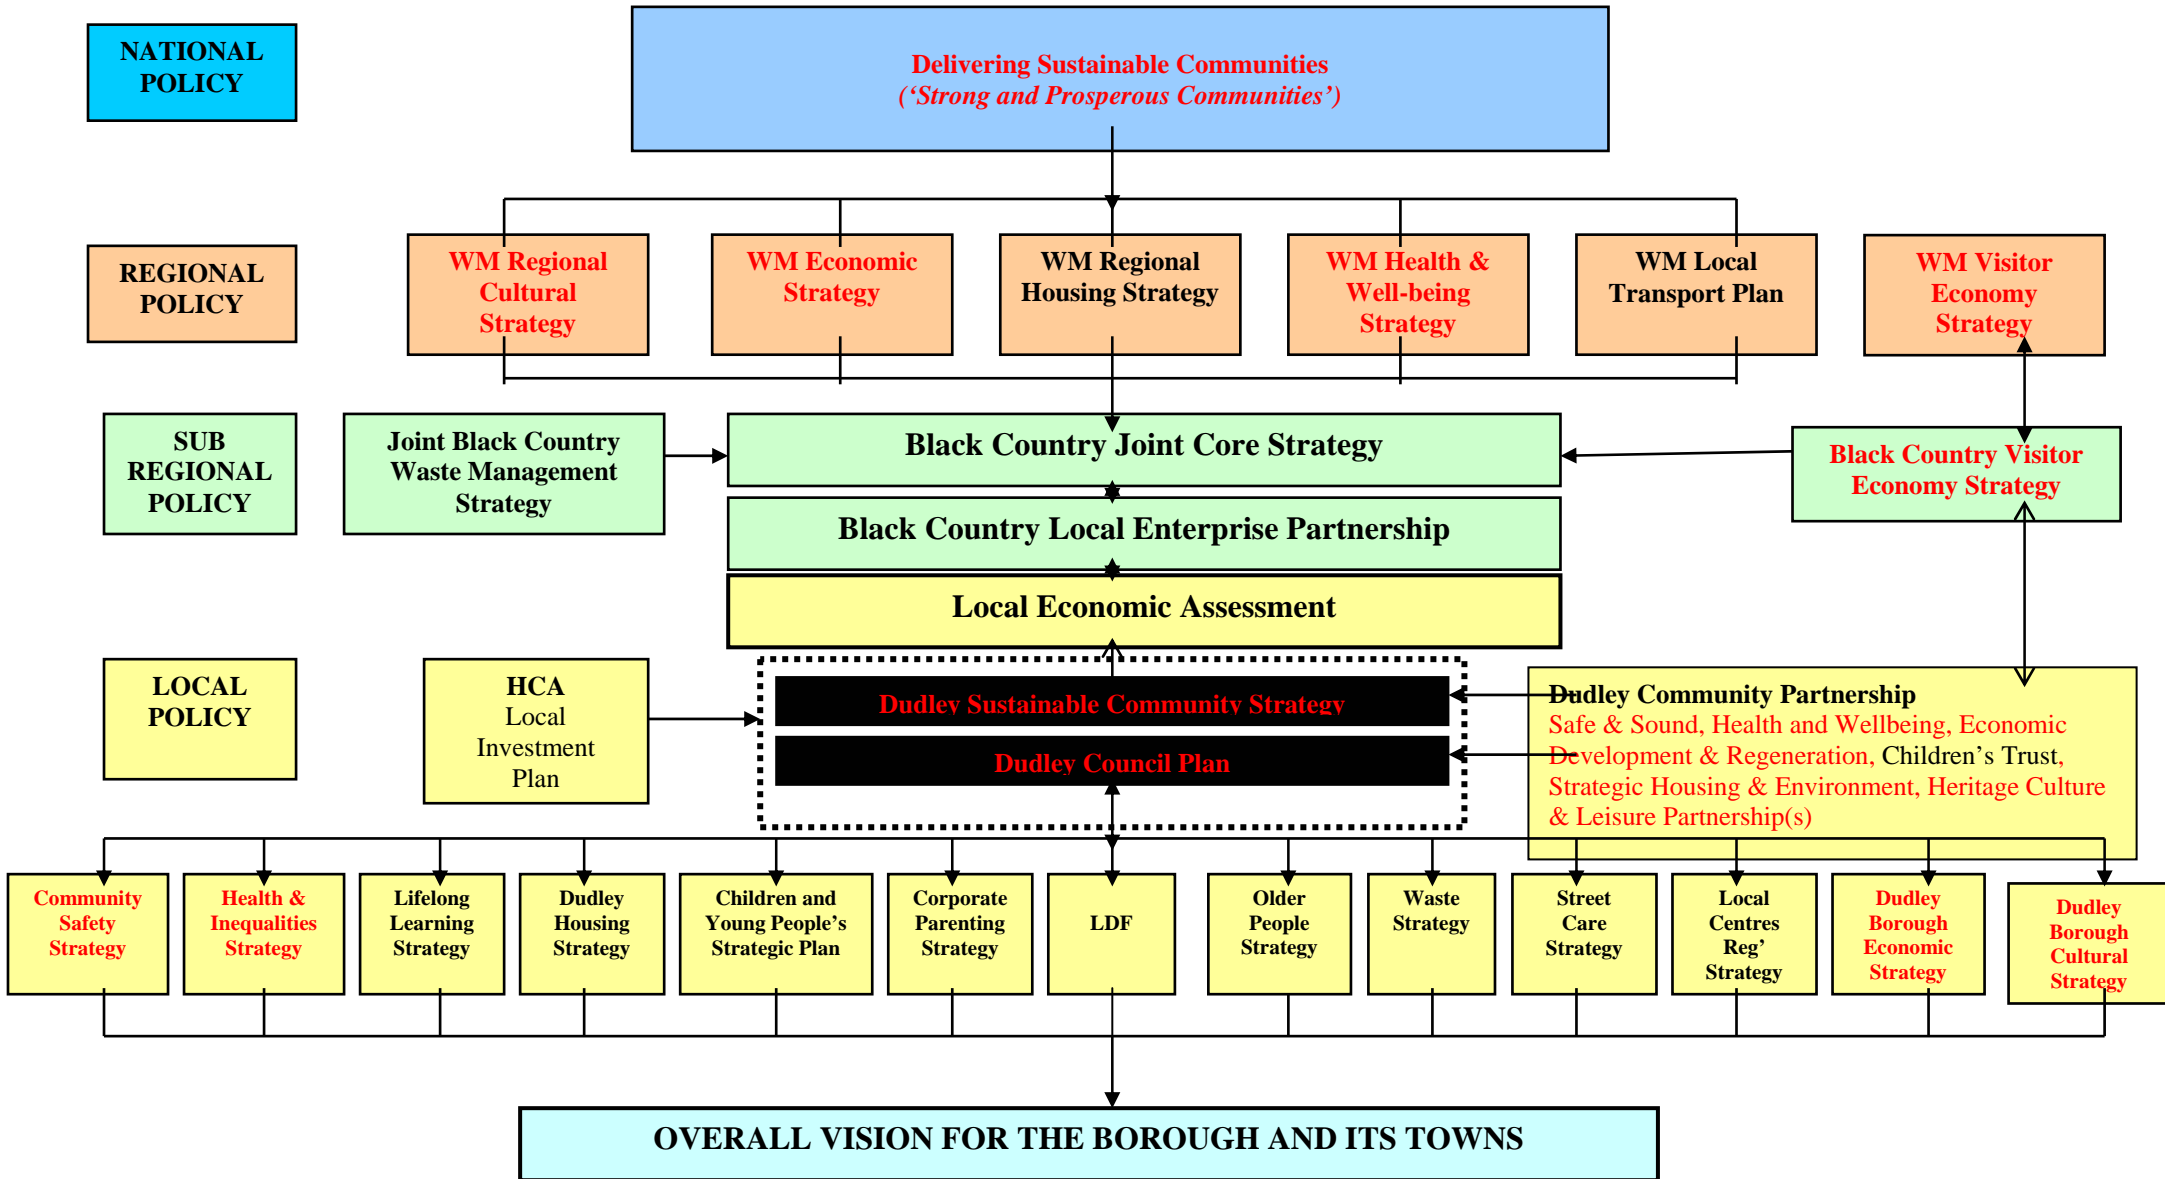 NATIONAL
POLICY
Delivering Sustainable Communities
(‘Strong and Prosperous Communities’)
REGIONAL
POLICY
WM Regional
Cultural
Strategy
WM Economic
Strategy
WM Regional
Housing Strategy
WM Health &
Well-being
Strategy
WM Local
Transport Plan
WM Visitor
Economy
Strategy
SUB
REGIONAL
POLICY
Joint Black Country
Waste Management
Strategy
Black Country Joint Core Strategy
Black Country Visitor
Economy Strategy
Black Country Local Enterprise Partnership
Local Economic Assessment
LOCAL
POLICY
HCA
Local
Investment
Plan
Dudley Sustainable Community Strategy
Dudley Council Plan
Dudley Community Partnership
Safe & Sound, Health and Wellbeing, Economic
Development & Regeneration, Children’s Trust,
Strategic Housing & Environment, Heritage Culture
& Leisure Partnership(s)
Community
Safety
Strategy
Health &
Inequalities
Strategy
Lifelong
Learning
Strategy
Dudley
Housing
Strategy
Children and
Young People’s
Strategic Plan
Corporate
Parenting
Strategy
LDF
Older
People
Strategy
Waste
Strategy
Street
Care
Strategy
Local
Centres
Reg’
Strategy
Dudley
Borough
Economic
Strategy
Dudley
Borough
Cultural
Strategy
OVERALL VISION FOR THE BOROUGH AND ITS TOWNS